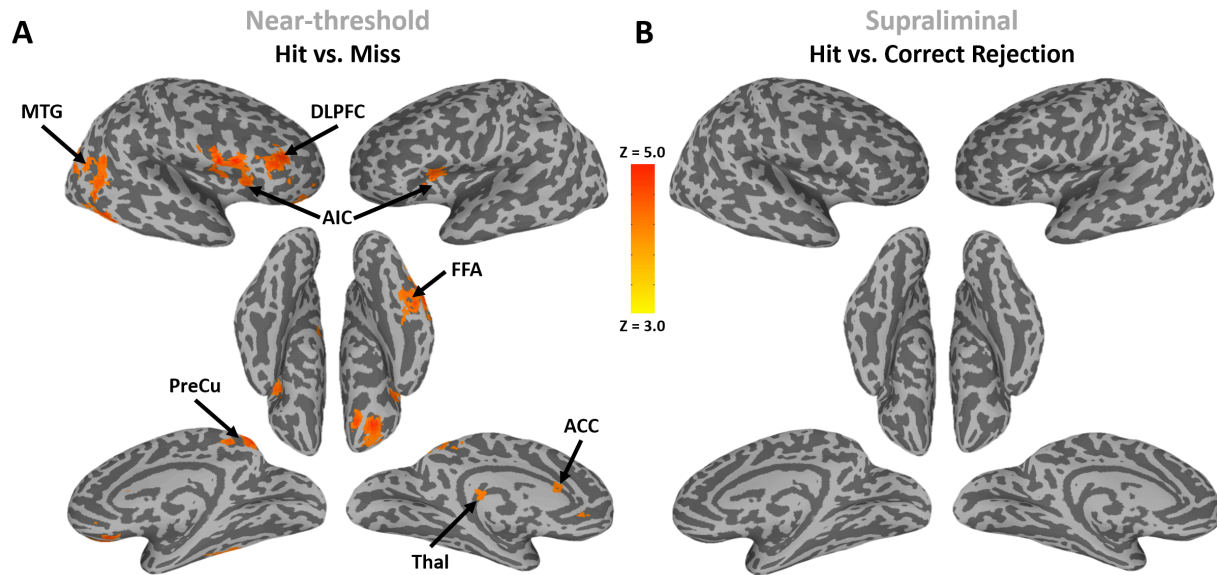 A
Near-threshold
Hit vs. Miss
MTG
DLPFC
AIC
FFA
PreCu
ACC
Thal
Z = 5.0
Z = 3.0
B
Supraliminal
Hit vs. Correct Rejection